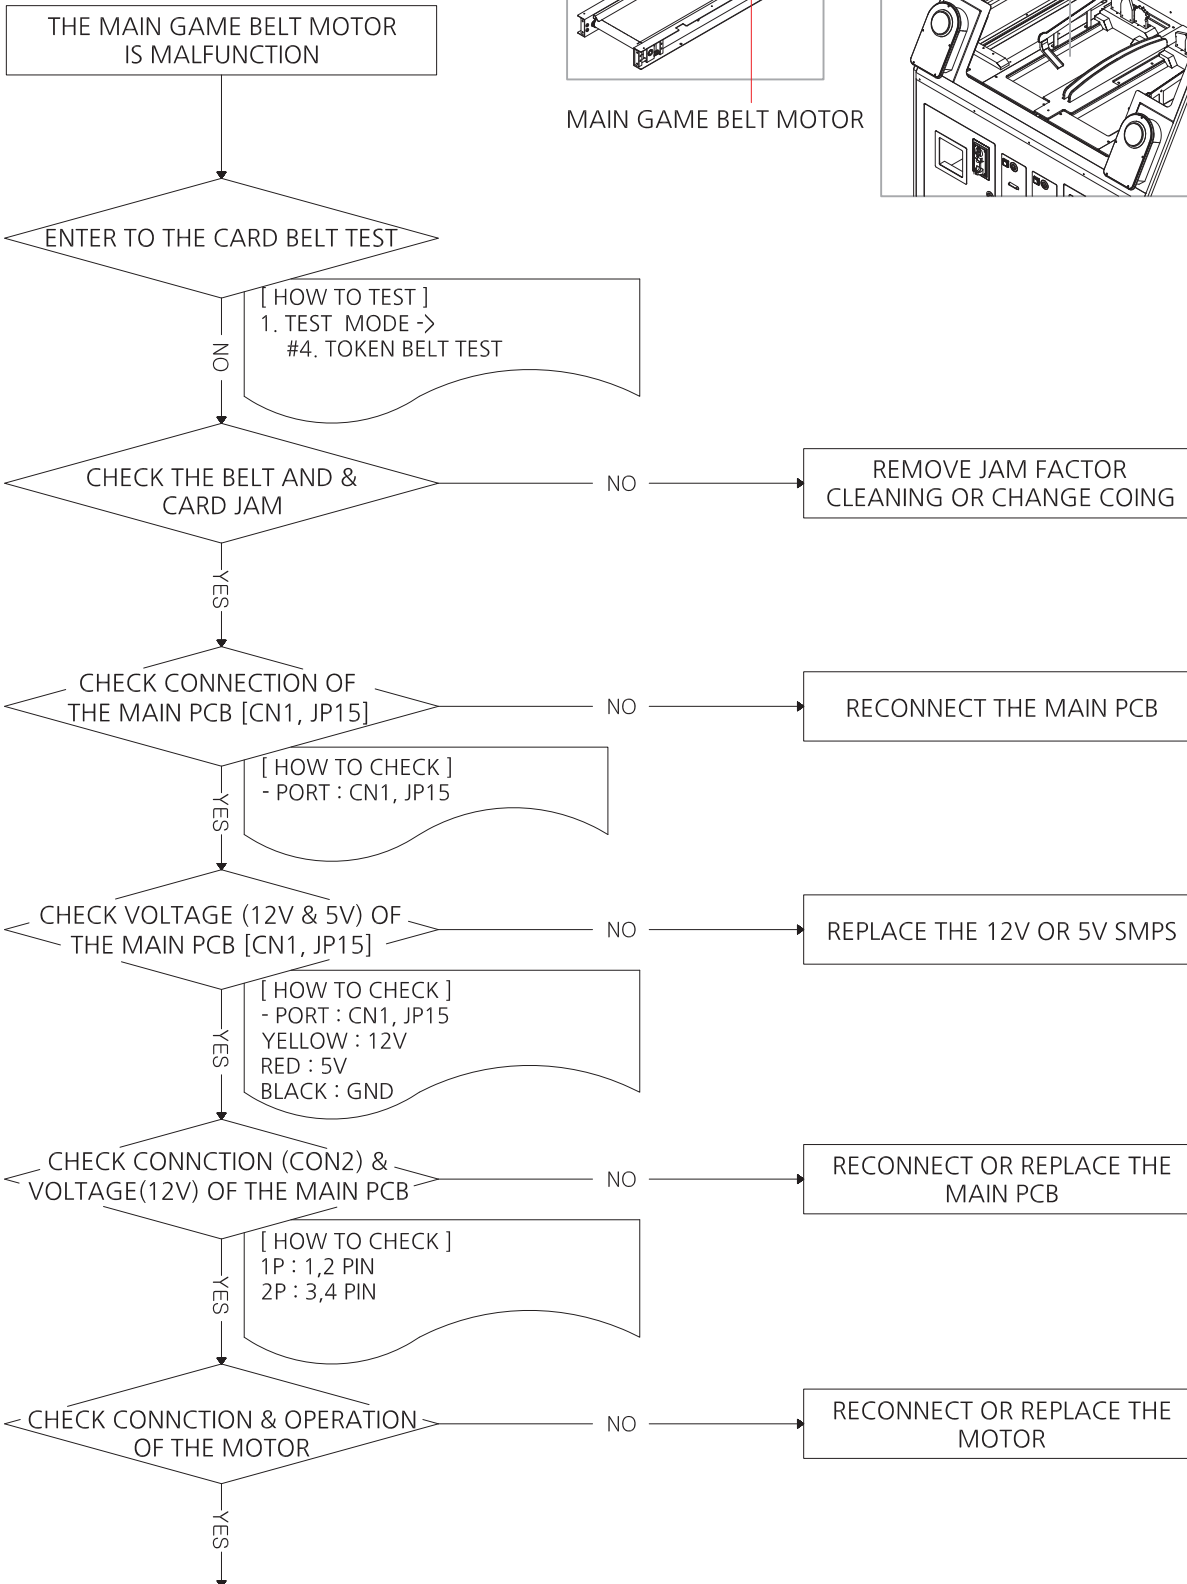 THE MAIN GAME BELT MOTOR
IS MALFUNCTION
MAIN GAME BELT MOTOR
ENTER TO THE CARD BELT TEST
[ HOW TO TEST ]
1. TEST MODE ->
#4. TOKEN BELT TEST
NO
CHECK THE BELT AND &
CARD JAM
NO
REMOVE JAM FACTOR
CLEANING OR CHANGE COING
YES
CHECK CONNECTION OF
THE MAIN PCB [CN1, JP15]
NO
RECONNECT THE MAIN PCB
[ HOW TO CHECK ]
- PORT : CN1, JP15
YES
CHECK VOLTAGE (12V & 5V) OF
THE MAIN PCB [CN1, JP15]
NO
REPLACE THE 12V OR 5V SMPS
[ HOW TO CHECK ]
- PORT : CN1, JP15
YELLOW : 12V
RED : 5V
BLACK : GND
YES
CHECK CONNCTION (CON2) &
VOLTAGE(12V) OF THE MAIN PCB
NO
RECONNECT OR REPLACE THE
MAIN PCB
[ HOW TO CHECK ]
1P : 1,2 PIN
2P : 3,4 PIN
YES
CHECK CONNCTION & OPERATION
OF THE MOTOR
NO
RECONNECT OR REPLACE THE
MOTOR
YES